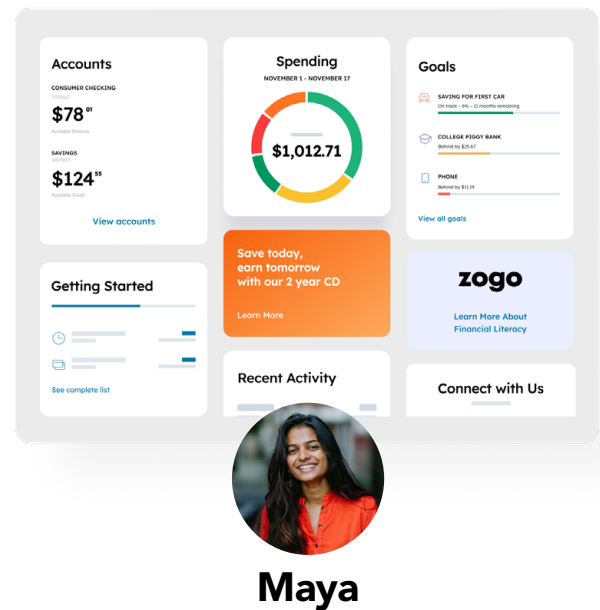 Accounts
CONSUMER CHECKING
$78 01
Available Balance
SAVINGS
$124 55
Available Credit
View accounts
Getting Started
See complete list
Spending
NOVEMBER 1 - NOVEMBER 17
$1,012.71
Save today,
earn tomorrow
with our 2 year CD
Learn More
Recent Activity
Goals
SAVING FOR FIRST CAR
On track - 6% - 11 months remaining
COLLEGE PIGGY BANK
Behind by $25.67
PHONE
Behind by $11.19
View all goals
zogo
Learn More About
Financial Literacy
Connect with Us
Maya